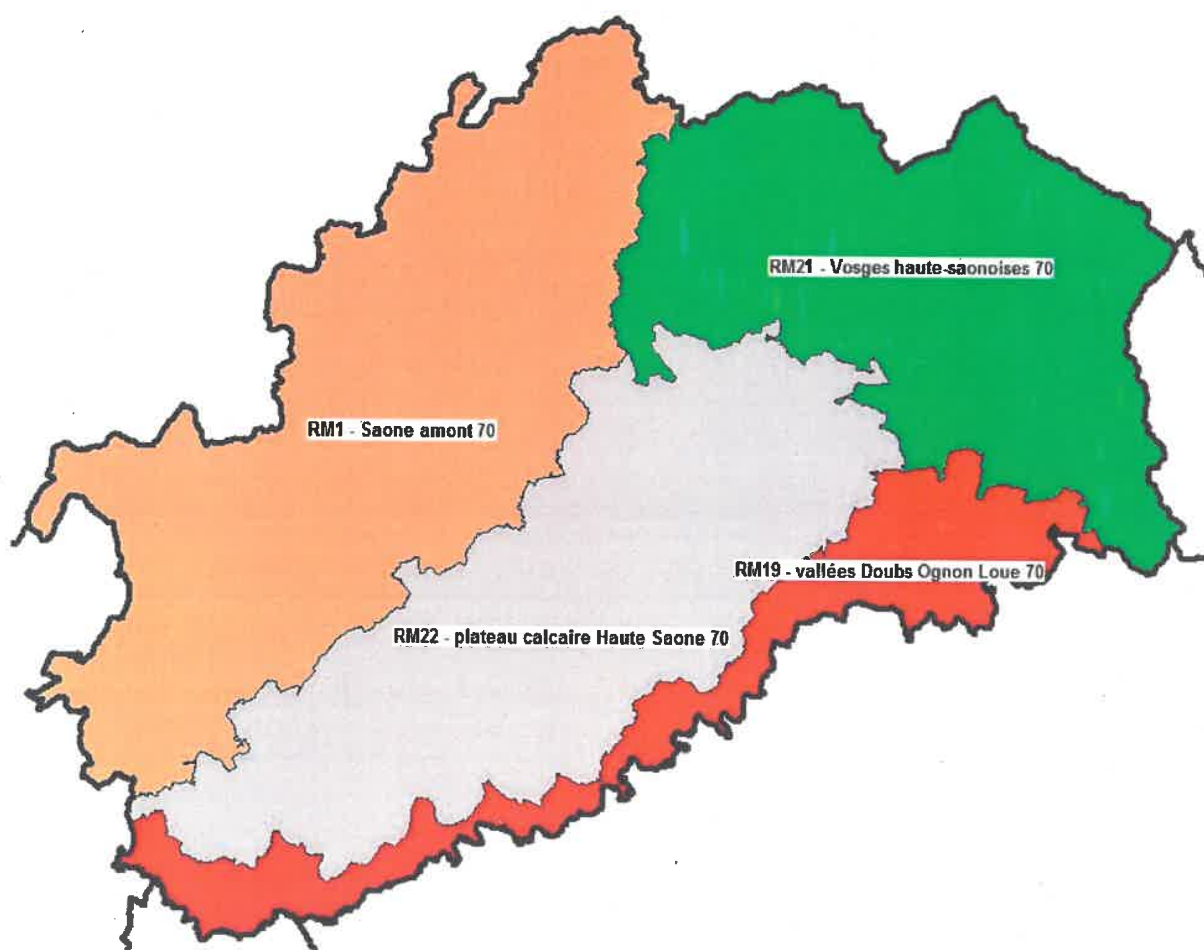 RM21 - Vosges haute-saonoises 70
RM1 - Saone amont 70
RM19 - vallées Doubs Ognon Loue 70
RM22 - plateau calcaire Haute Saone 70